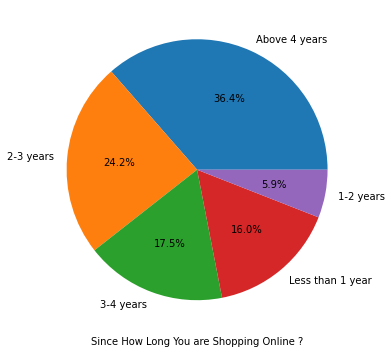 Above 4 years
36.4%
2-3 years
24.2%
5.9%
1-2 years
16.0%
17.5%
Less than 1 year
3-4 years
Since How Long You are Shopping Online ?